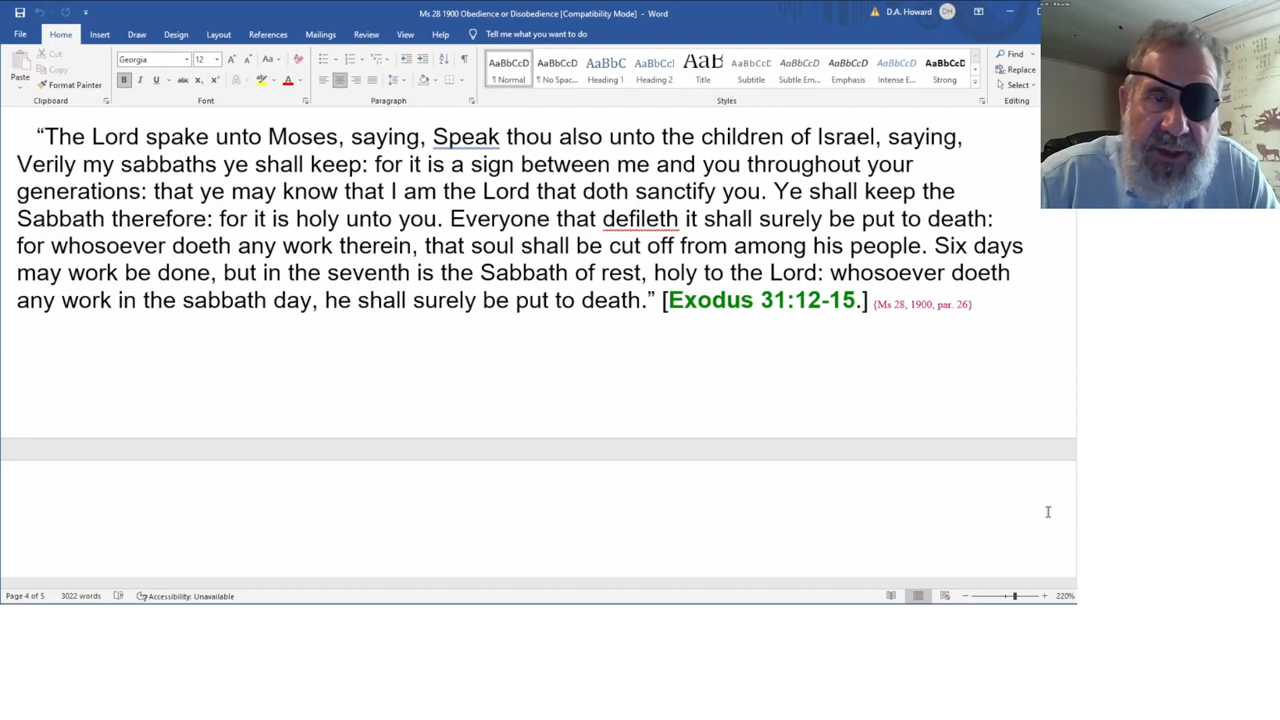 Ms 28 1900 Obedience or Disobedience [Compatibility Mode] - Word
D.A. Howard DH
File Home Insert Draw Design Layout References Mailings Review View Help Tell me what you want to do
Paste
Cut
Copy
Format Painter
Clipboard
Georgia 12
Font
Paragraph
AaBbCcD AaBbCcD AaBbC AaBbCcl AaB AaBbCcD AaBbCcD AaBbCcD AaBbCcD AaBbCcD
¶ Normal ¶ No Spac... Heading 1 Heading 2 Title Subtitle Subtle Em... Emphasis Intense E... Strong
Styles
Find
Replace
Select
Editing
“The Lord spake unto Moses, saying, Speak thou also unto the children of Israel, saying,
Verily my sabbaths ye shall keep: for it is a sign between me and you throughout your
generations: that ye may know that I am the Lord that doth sanctify you. Ye shall keep the
Sabbath therefore: for it is holy unto you. Everyone that defileth it shall surely be put to death:
for whosoever doeth any work therein, that soul shall be cut off from among his people. Six days
may work be done, but in the seventh is the Sabbath of rest, holy to the Lord: whosoever doeth
any work in the sabbath day, he shall surely be put to death.” [Exodus 31:12-15.] {Ms 28, 1900, par. 26}
Page 4 of 5 3022 words Accessibility: Unavailable 220%